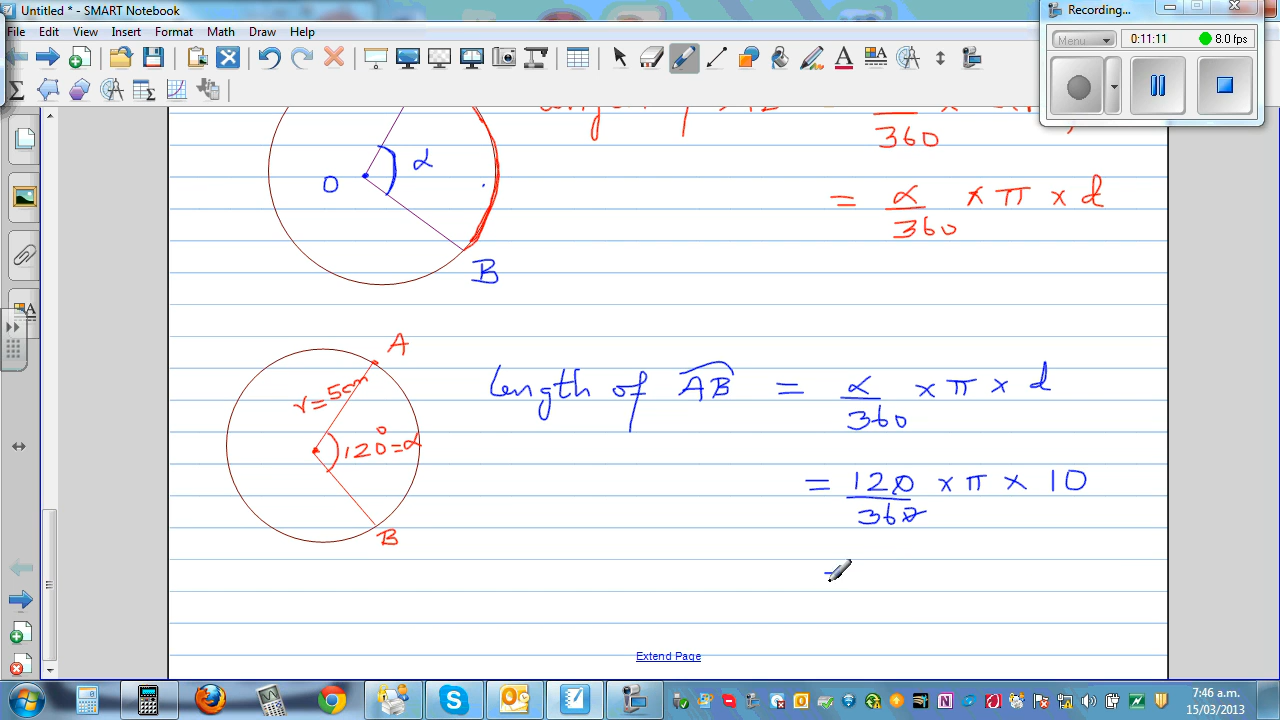 Untitled * - SMART Notebook
File Edit View Insert Format Math Draw Help
Recording...
Menu 0:11:11 8.0 fps
360
O α
= α/360 × π × d
B
A
r=5cm
120°=α
B
length of AB = α/360 × π × d
= 120/360 × π × 10
=
Extend Page
7:46 a.m.
15/03/2013